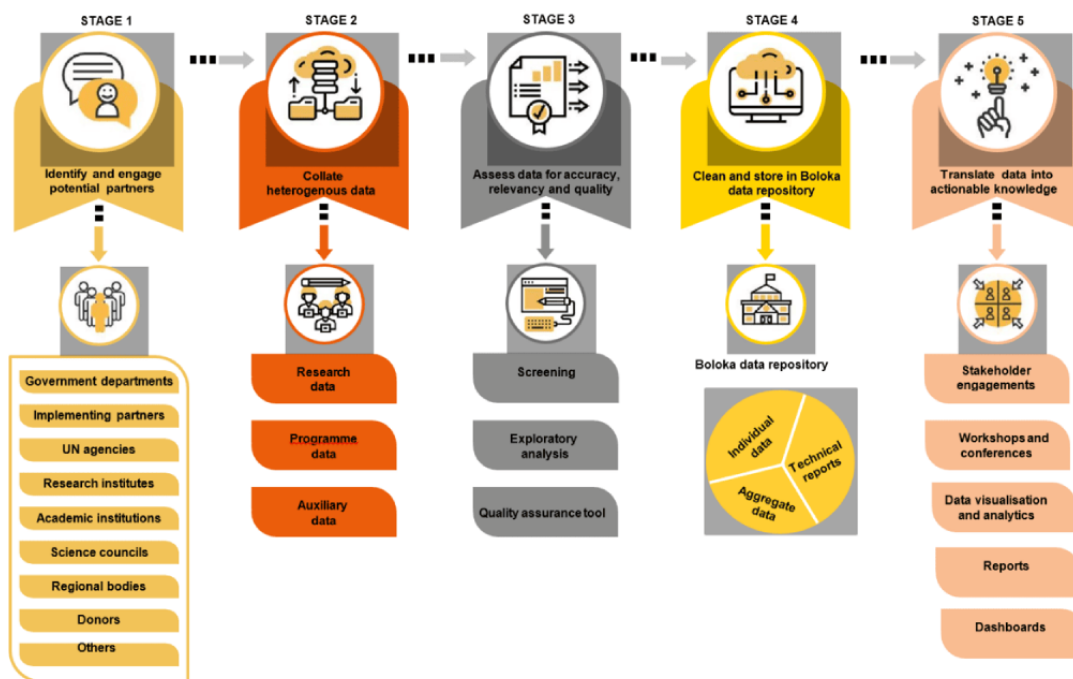 STAGE 1
STAGE 2
STAGE 3
STAGE 4
STAGE 5
Identify and engage
potential partners
Collate
heterogenous data
Assess data for accuracy,
relevancy and quality
Clean and store in Boloka
data repository
Translate data into
actionable knowledge
Government departments
Implementing partners
UN agencies
Research institutes
Academic institutions
Science councils
Regional bodies
Donors
Others
Research
data
Programme
data
Auxiliary
data
Screening
Exploratory
analysis
Quality assurance tool
Boloka data repository
Individual
data
Technical
reports
Aggregate
data
Stakeholder
engagements
Workshops and
conferences
Data visualisation
and analytics
Reports
Dashboards